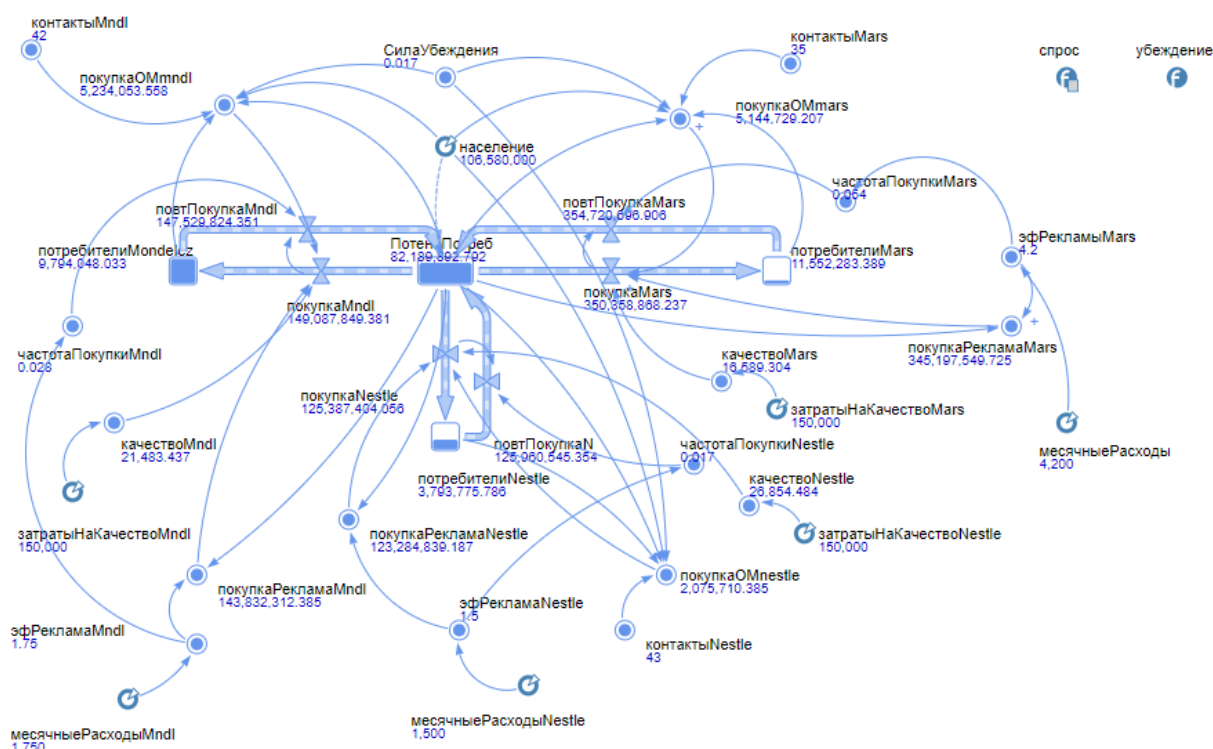 контактыMndl
42
СилаУбеждения
0.017
контактыMars
35
спрос
убеждение
покупкаОМmndl
5,234,053.558
покупкаОМmars
5,144,729.207
население
106,580,000
частотаПокупкиMars
0.064
повтПокупкаMndl
147,529,824.351
повтПокупкаMars
354,720,696.906
эфРекламыMars
4.2
потребителиMondelez
9,794,048.033
82,189,892.792
потребителиMars
11,552,283.389
покупкаMndl
149,087,849.381
покупкаMars
350,358,868.237
частотаПокупкиMndl
0.028
покупкаРекламаMars
345,197,549.725
качествоMars
16,589.304
покупкаNestle
125,387,404.056
затратыНаКачествоMars
150,000
качествоMndl
21,483.437
повтПокупкаN
125,960,545.354
частотаПокупкиNestle
0.017
месячныеРасходы
4,200
потребителиNestle
3,793,775.786
качествоNestle
26,854.484
затратыНаКачествоMndl
150,000
покупкаРекламаNestle
123,284,839.187
затратыНаКачествоNestle
150,000
покупкаРекламаMndl
143,832,312.385
покупкаОМnestle
2,075,710.385
эфРекламаMndl
1.75
эфРекламаNestle
1.5
контактыNestle
43
месячныеРасходыMndl
1,750
месячныеРасходыNestle
1,500